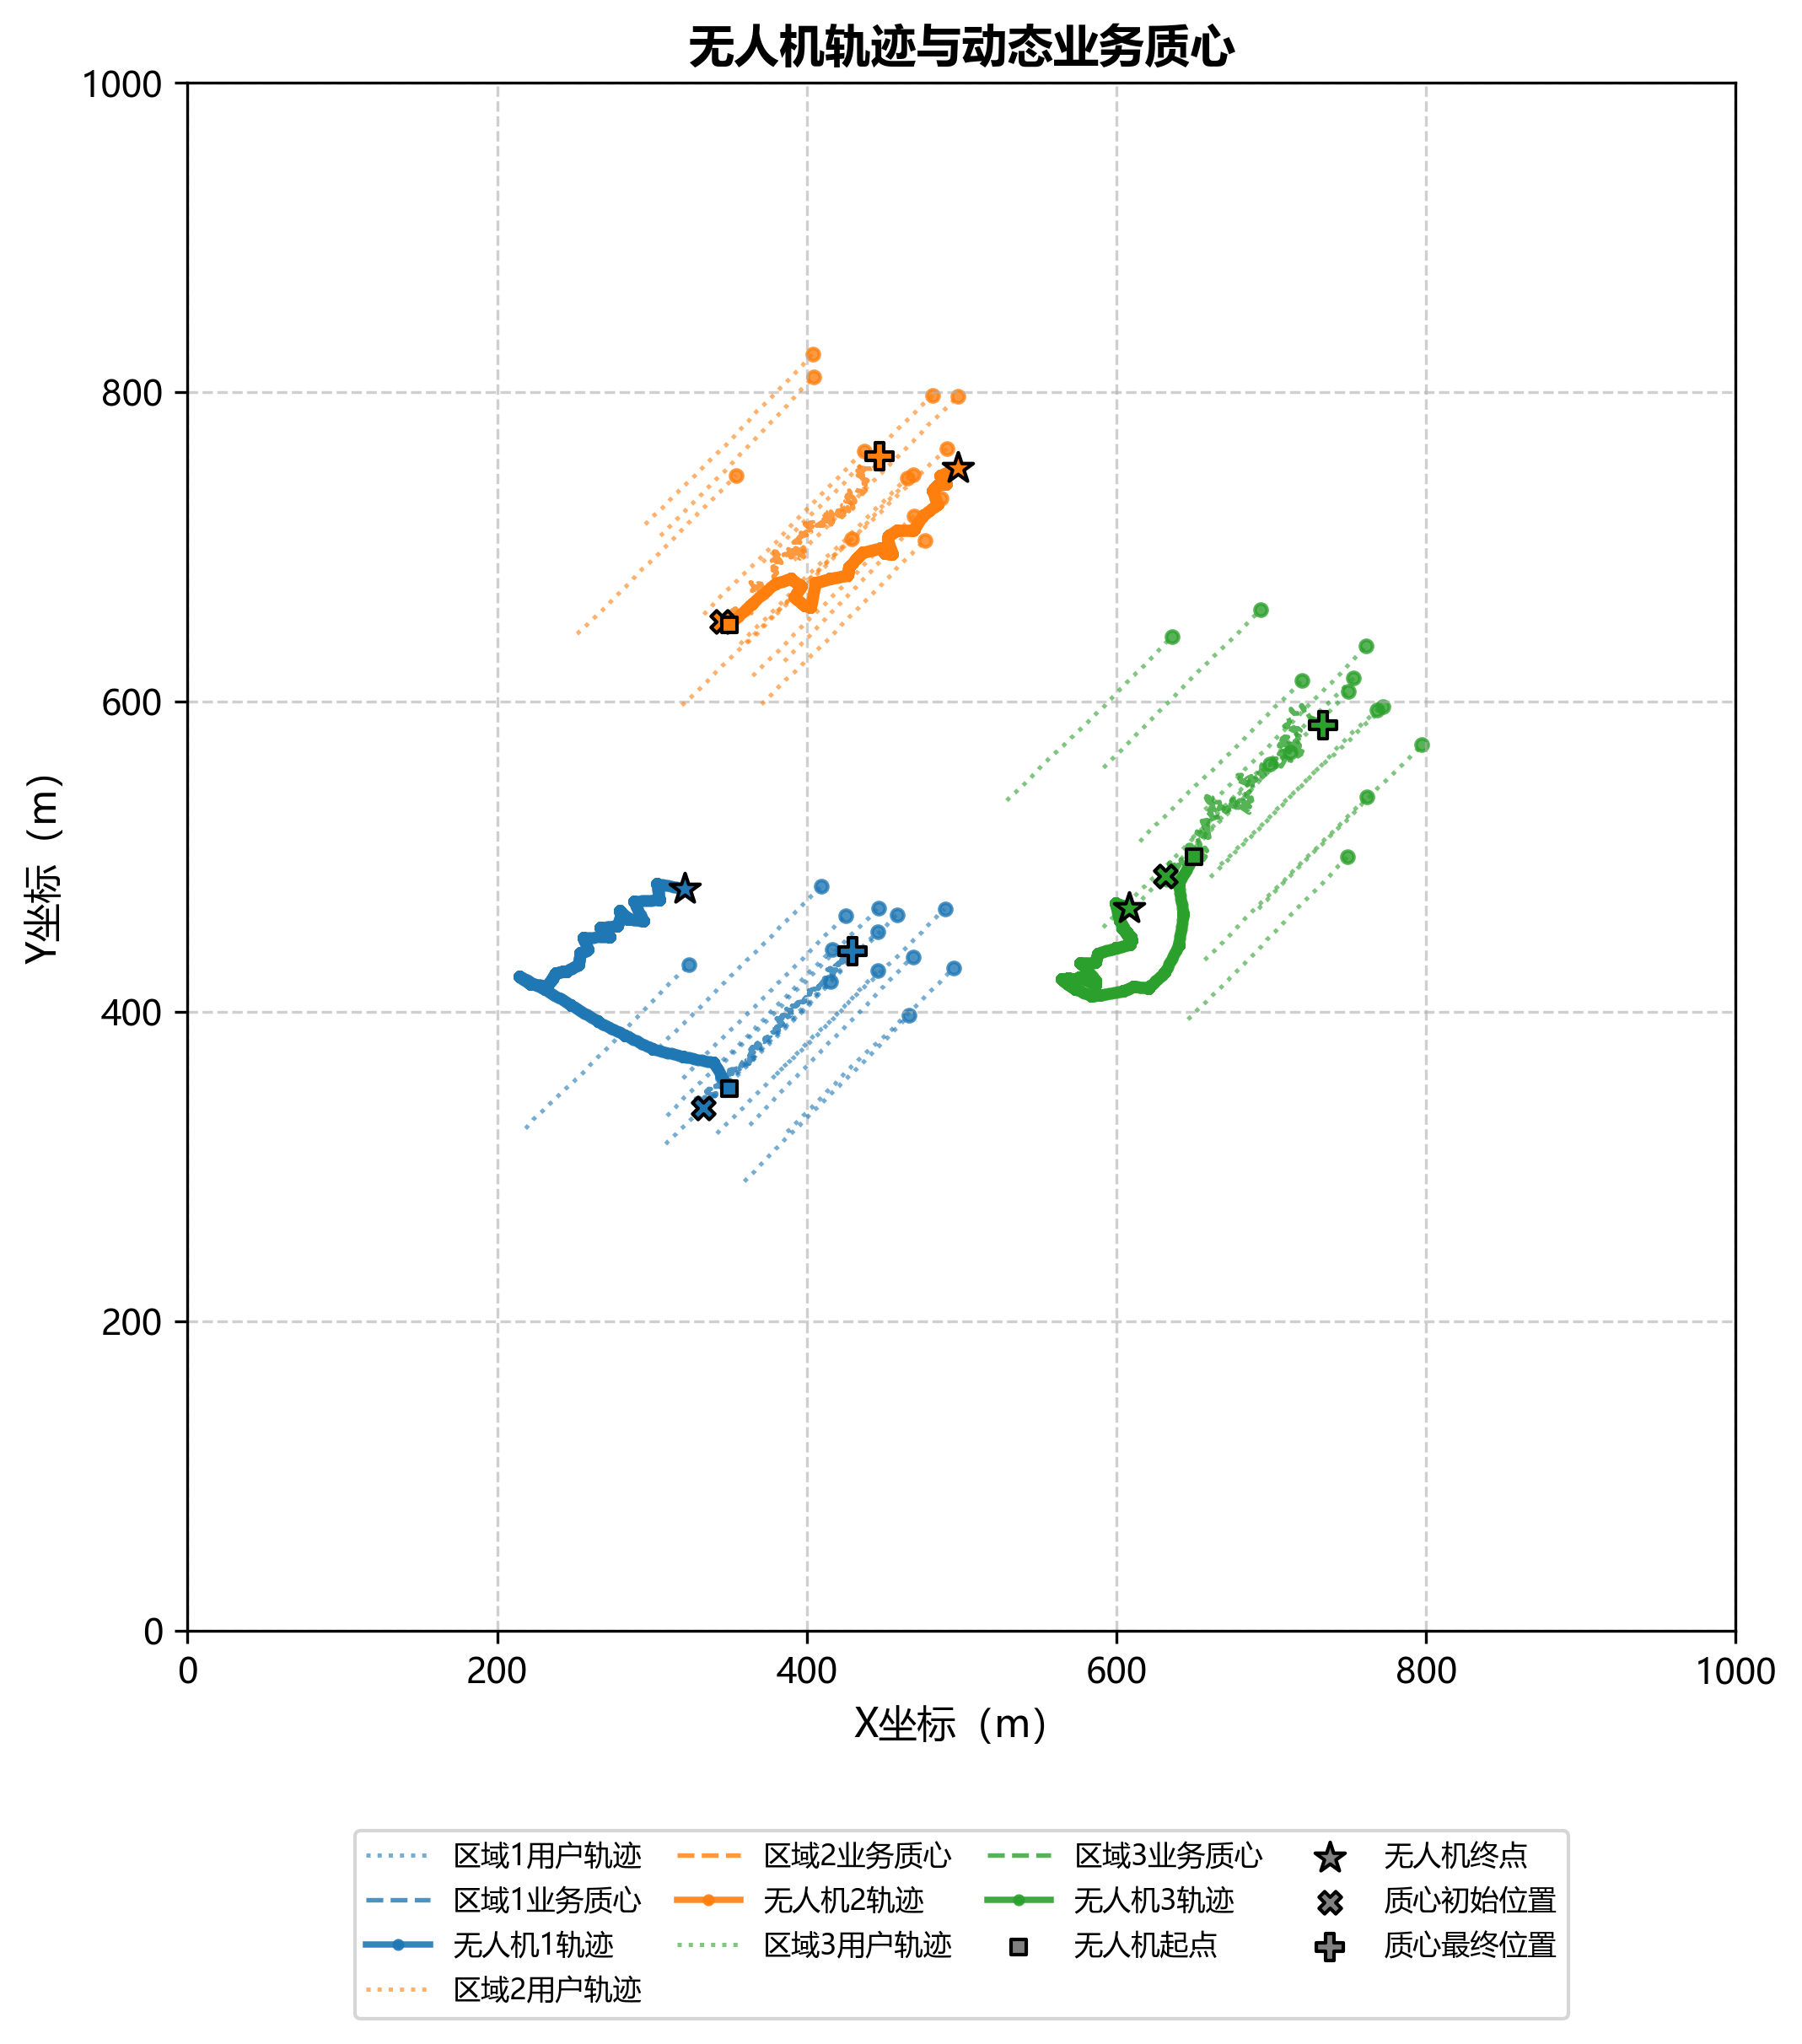 无人机轨迹与动态业务质心
1000
800
600
400
200
0
Y坐标（m）
0 200 400 600 800 1000
X坐标（m）
区域1用户轨迹 区域2业务质心 区域3业务质心 无人机终点
区域1业务质心 无人机2轨迹 无人机3轨迹 质心初始位置
无人机1轨迹 区域3用户轨迹 无人机起点 质心最终位置
区域2用户轨迹